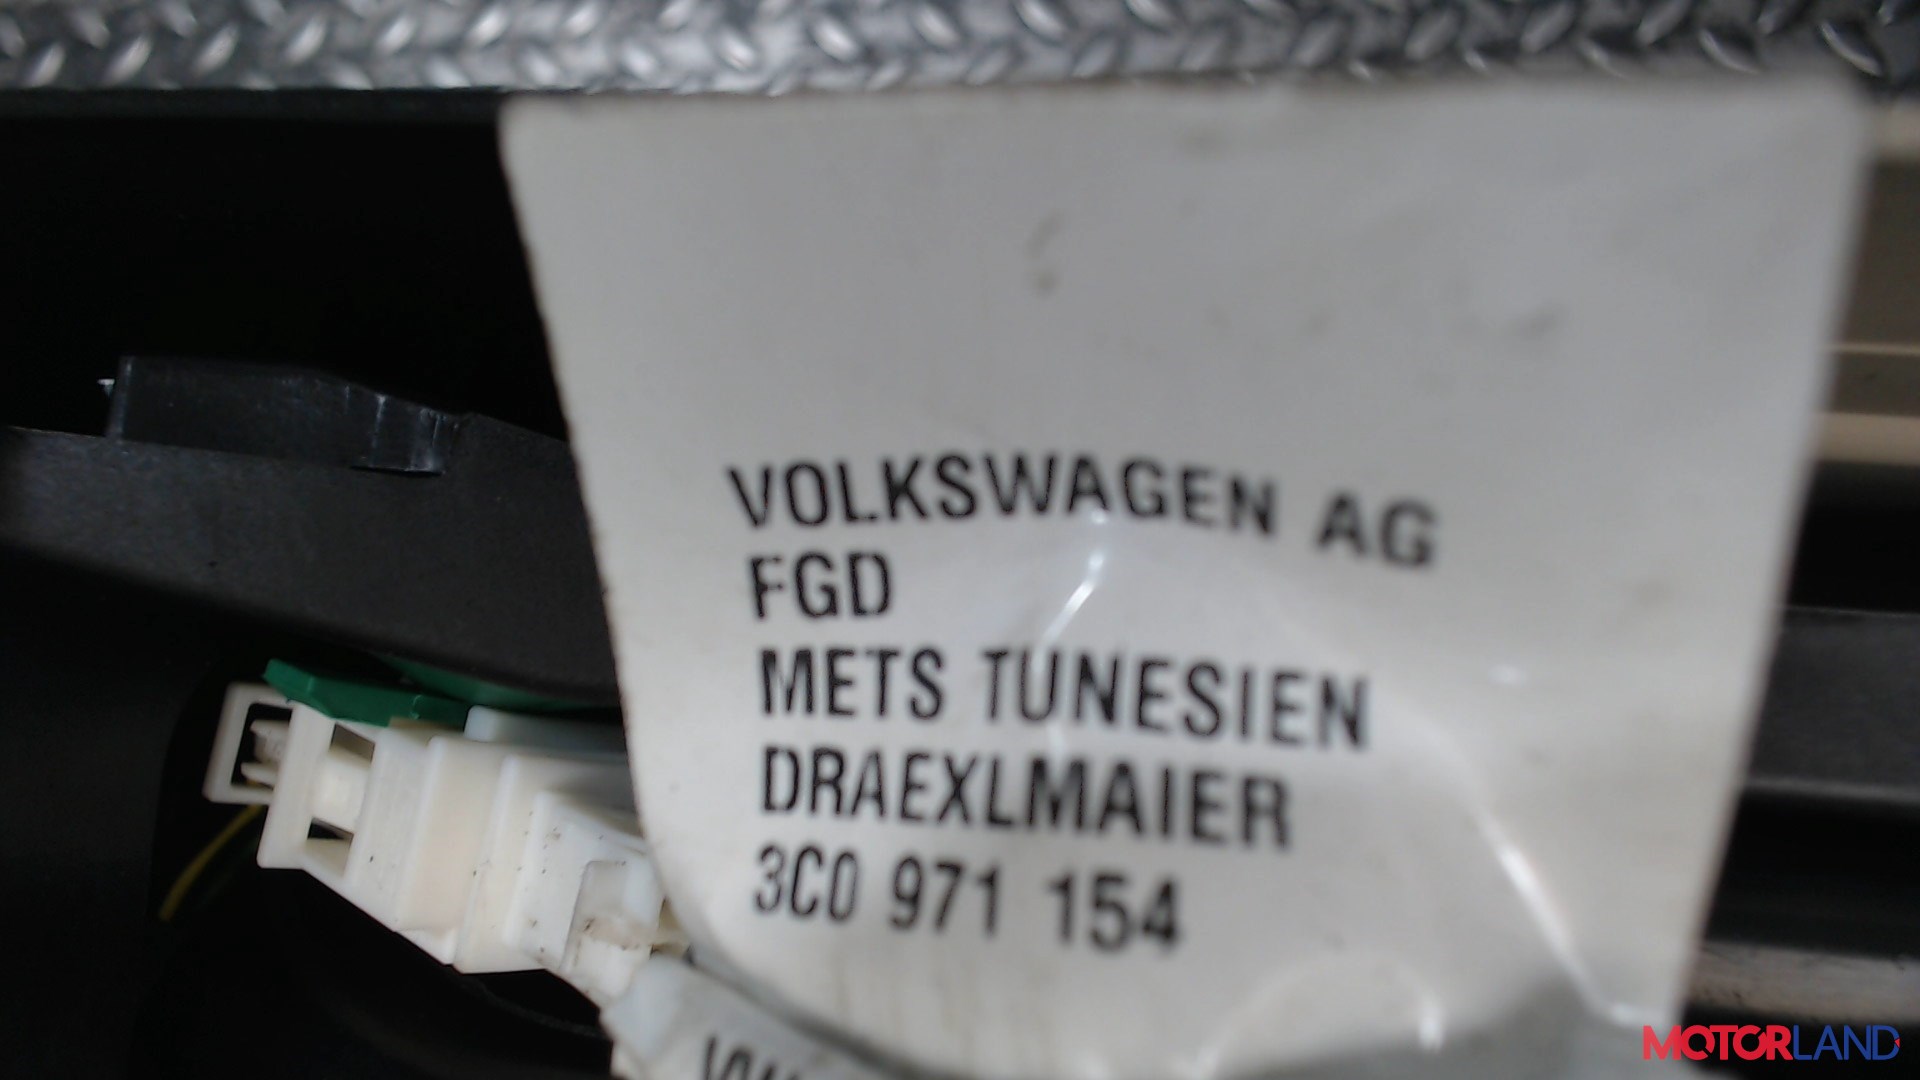 VOLKSWAGEN AG
FGD
METS TUNESIEN
DRAEXLMAIER
3C0 971 154
MOTORLAND